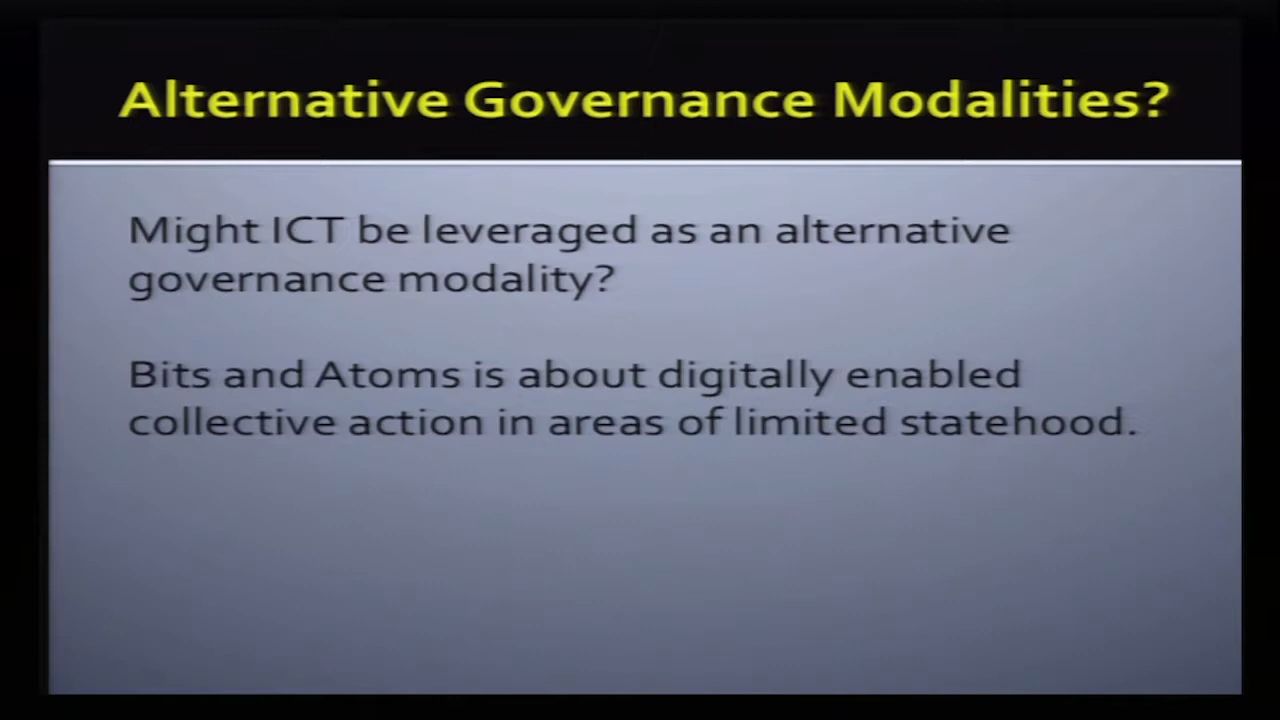 Alternative Governance Modalities?
Might ICT be leveraged as an alternative
governance modality?
Bits and Atoms is about digitally enabled
collective action in areas of limited statehood.